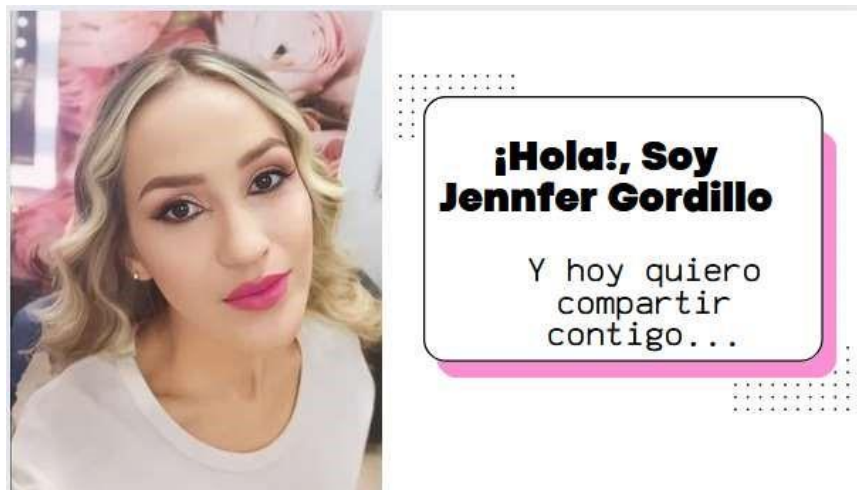 ¡Hola!, Soy
Jennfer Gordillo
Y hoy quiero
compartir
contigo...